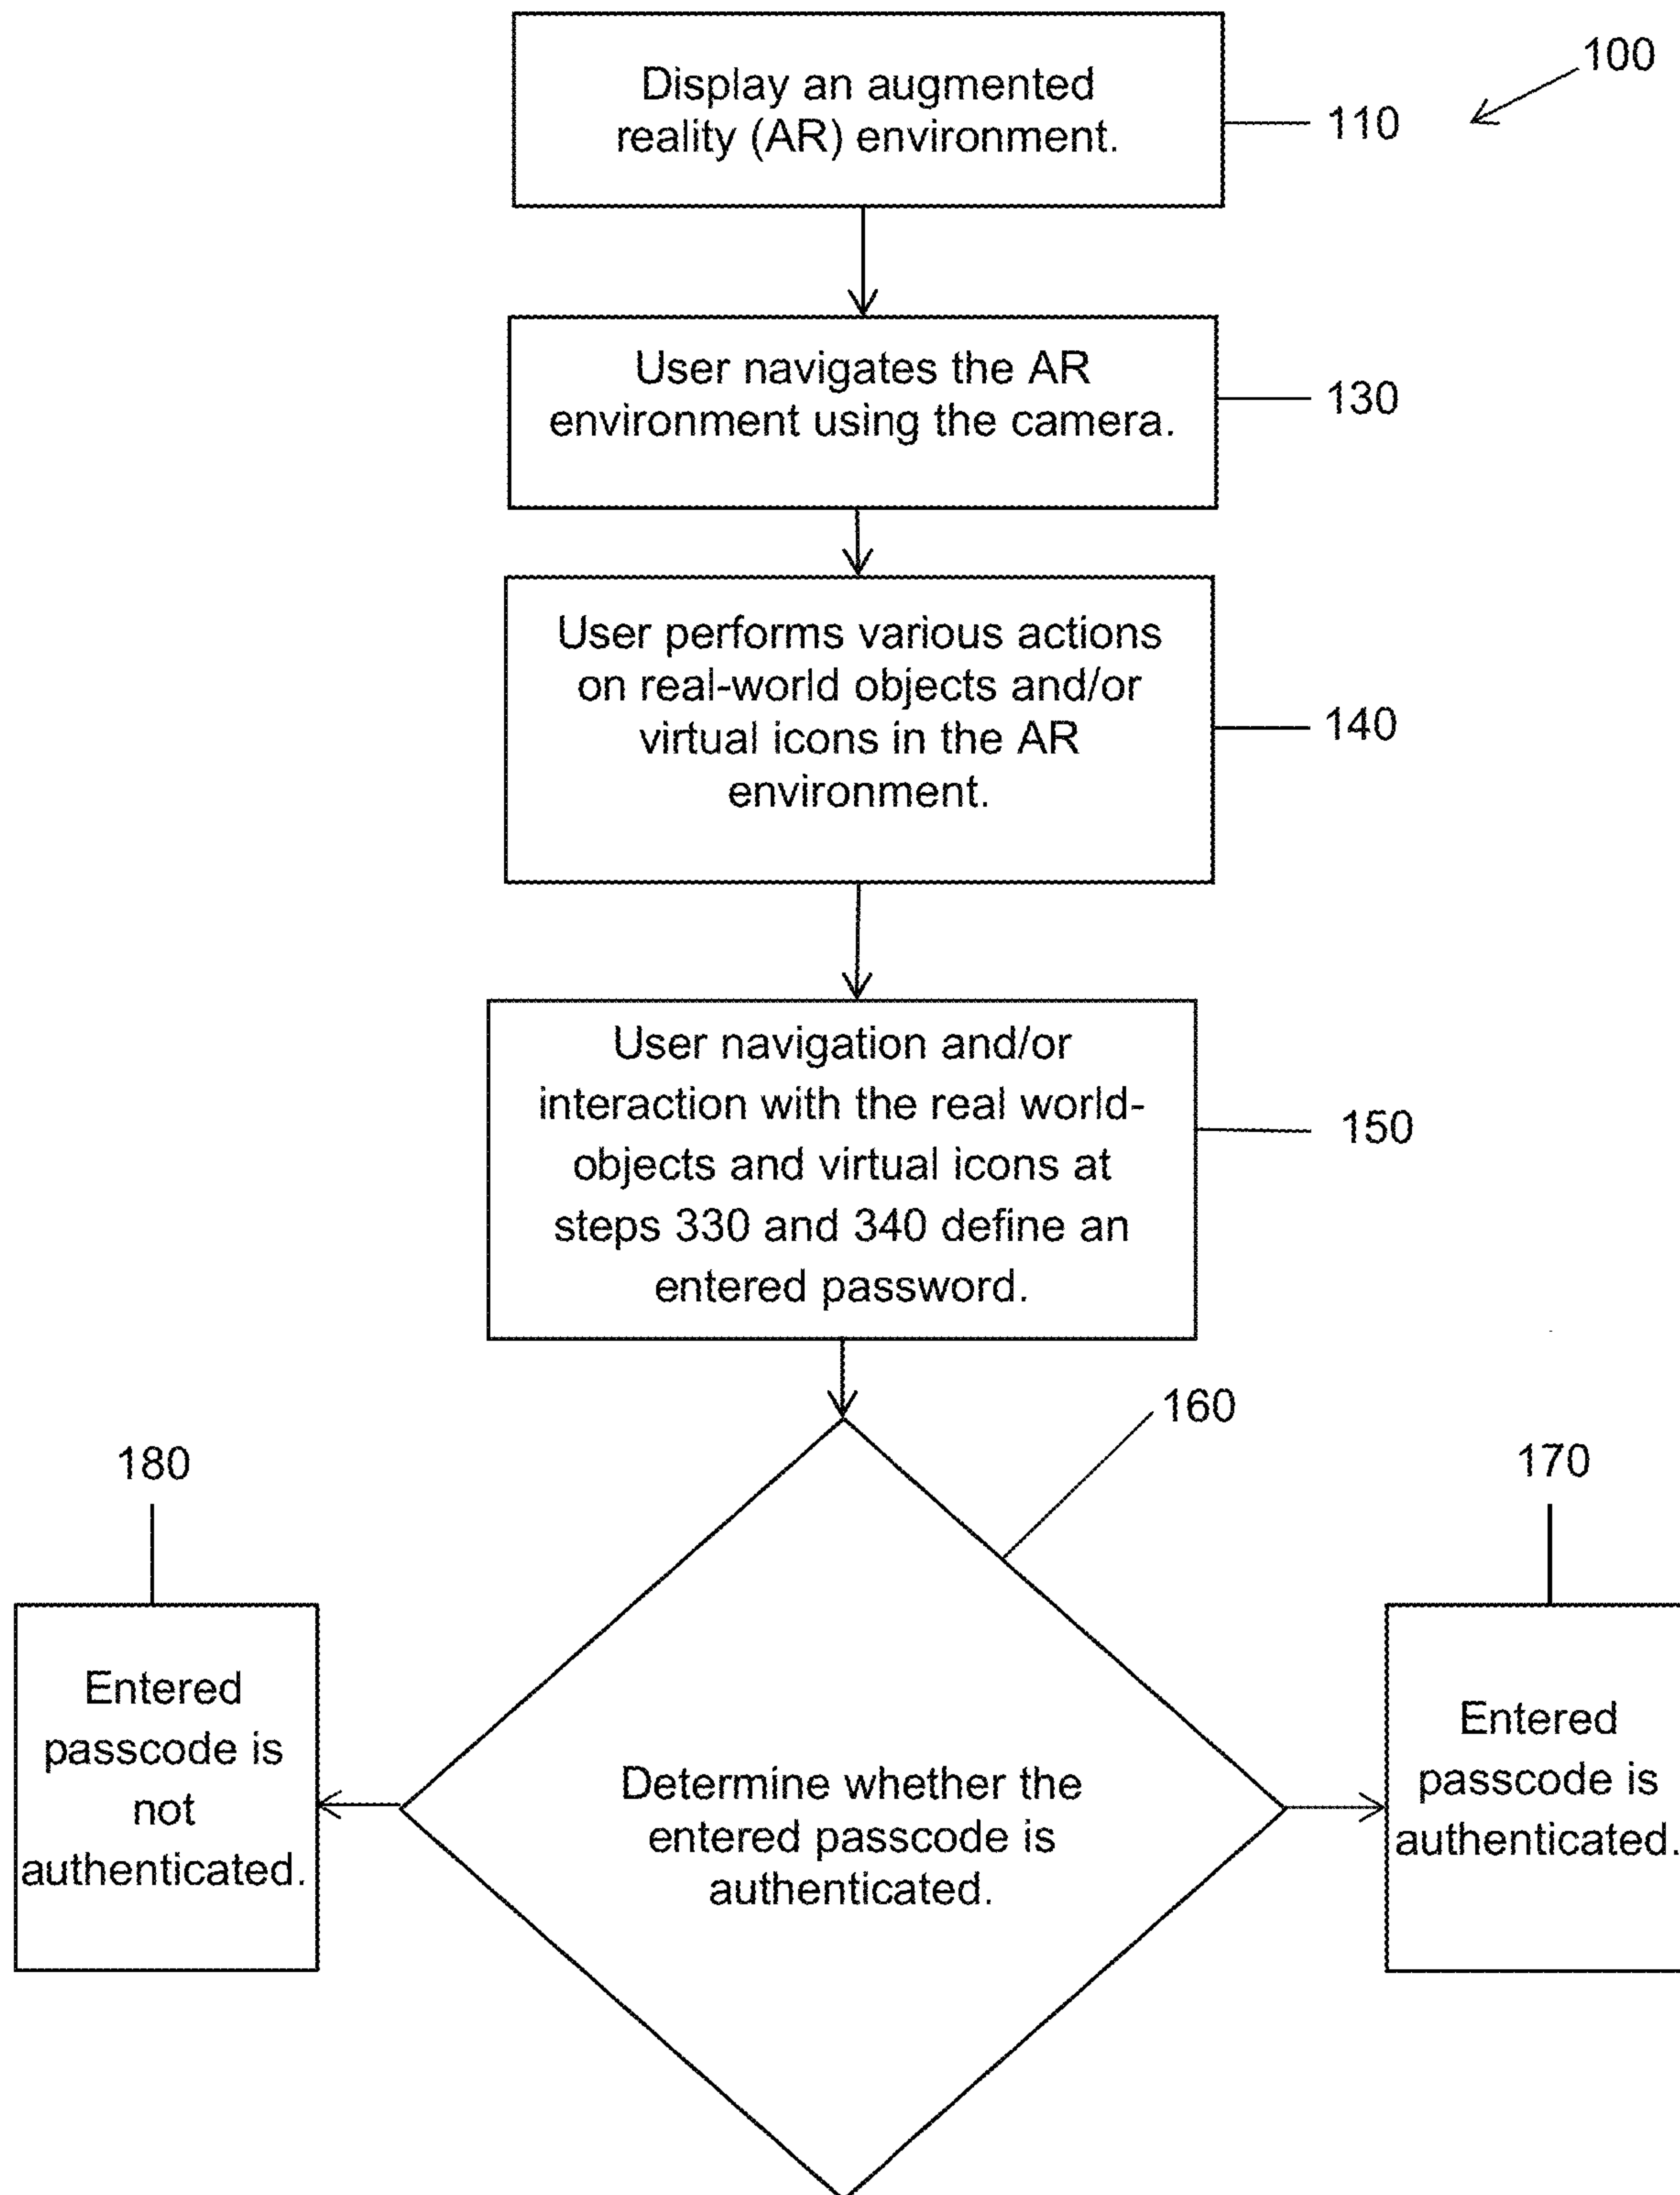 100
Display an augmented
reality (AR) environment.
110
User navigates the AR
environment using the camera.
130
User performs various actions
on real-world objects and/or
virtual icons in the AR
environment.
140
User navigation and/or
interaction with the real world-
objects and virtual icons at
steps 330 and 340 define an
entered password.
150
160
180
170
Entered
passcode is
not
authenticated.
Determine whether the
entered passcode is
authenticated.
Entered
passcode is
authenticated.